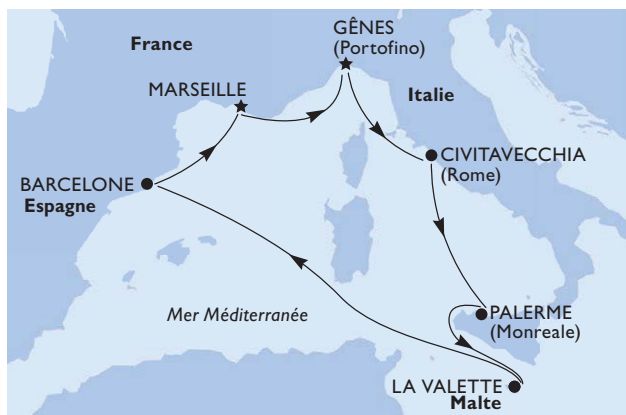 France
GÊNES
(Portofino)
MARSEILLE
Italie
CIVITAVECCHIA
(Rome)
BARCELONE
Espagne
Mer Méditerranée
PALERME
(Monreale)
LA VALETTE
Malte